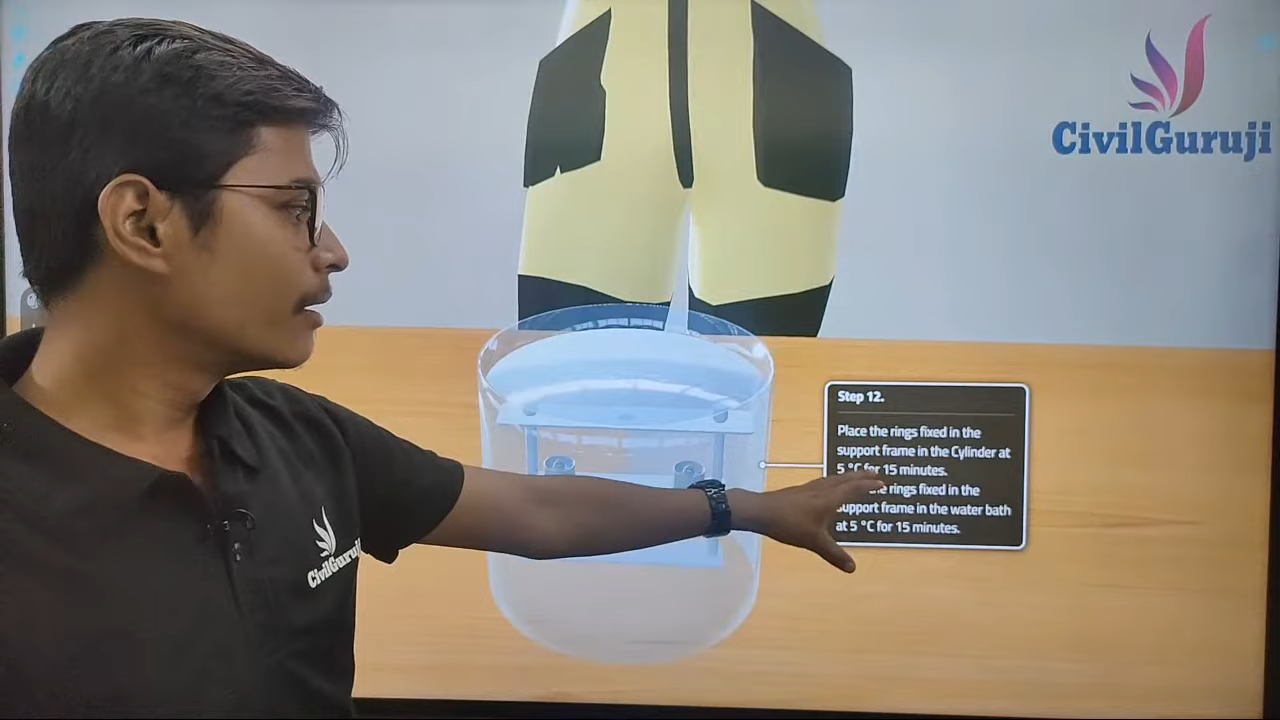 CivilGuruji
Step 12.
Place the rings fixed in the
support frame in the Cylinder at
5 °C for 15 minutes.
the rings fixed in the
support frame in the water bath
at 5 °C for 15 minutes.
CivilGuruji